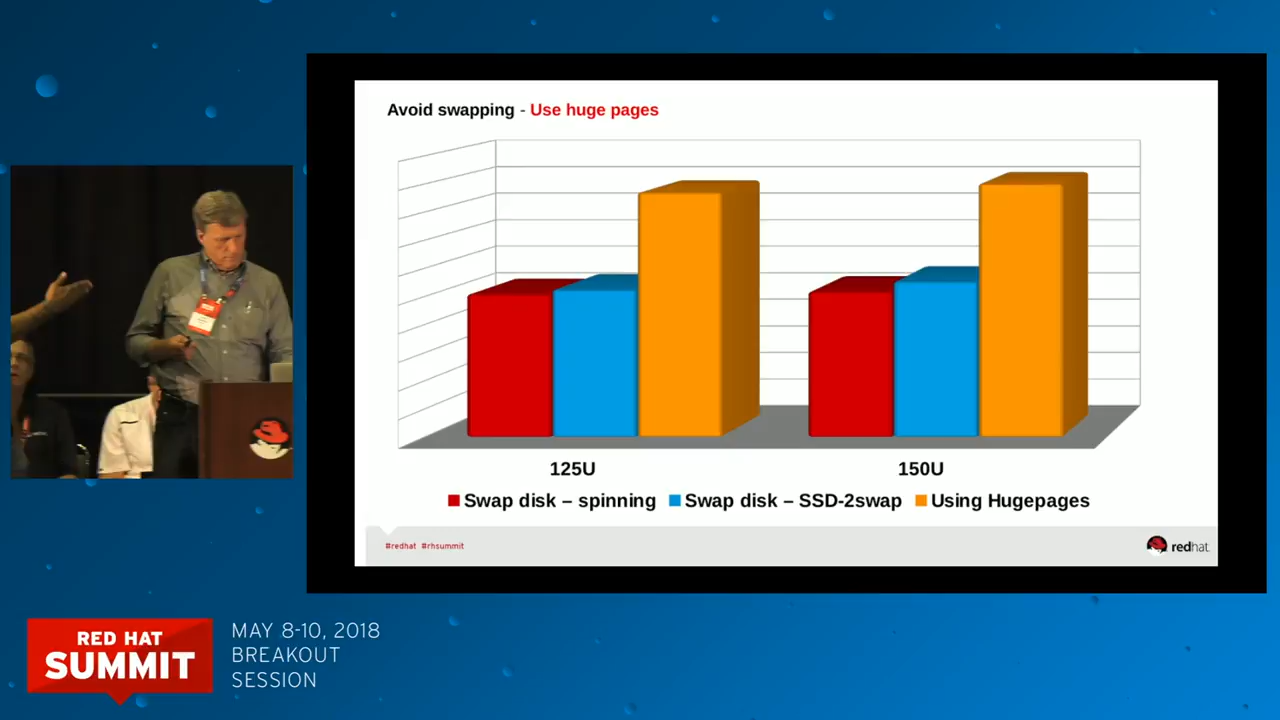 Avoid swapping - Use huge pages
125U
150U
Swap disk – spinning
Swap disk – SSD-2swap
Using Hugepages
#redhat #rhsummit
redhat.
RED HAT
SUMMIT
MAY 8-10, 2018
BREAKOUT
SESSION